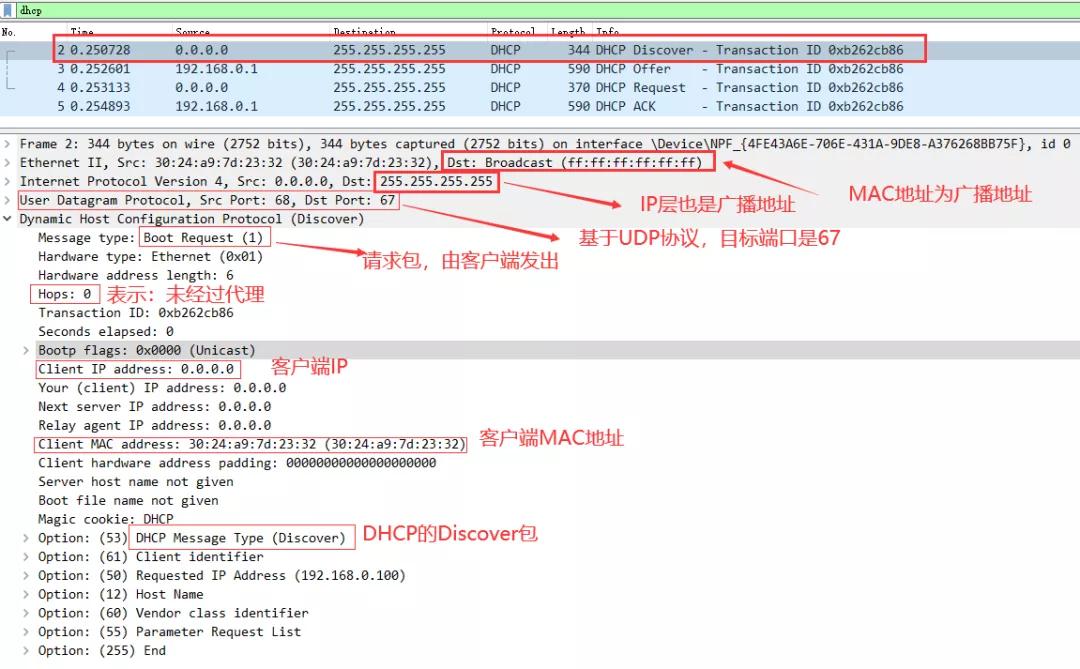 dhcp
No. Time Source Destination Protocol Length Info
2 0.250728 0.0.0.0 255.255.255.255 DHCP 344 DHCP Discover - Transaction ID 0xb262cb86
3 0.252601 192.168.0.1 255.255.255.255 DHCP 590 DHCP Offer - Transaction ID 0xb262cb86
4 0.253133 0.0.0.0 255.255.255.255 DHCP 370 DHCP Request - Transaction ID 0xb262cb86
5 0.254893 192.168.0.1 255.255.255.255 DHCP 590 DHCP ACK - Transaction ID 0xb262cb86
Frame 2: 344 bytes on wire (2752 bits), 344 bytes captured (2752 bits) on interface \Device\NPF_{4FE43A6E-706E-431A-9DE8-A376268BB75F}, id 0
Ethernet II, Src: 30:24:a9:7d:23:32 (30:24:a9:7d:23:32), Dst: Broadcast (ff:ff:ff:ff:ff:ff)
Internet Protocol Version 4, Src: 0.0.0.0, Dst: 255.255.255.255
MAC地址为广播地址
User Datagram Protocol, Src Port: 68, Dst Port: 67
IP层也是广播地址
Dynamic Host Configuration Protocol (Discover)
Message type: Boot Request (1)
基于UDP协议，目标端口是67
Hardware type: Ethernet (0x01)
请求包，由客户端发出
Hardware address length: 6
Hops: 0 表示：未经过代理
Transaction ID: 0xb262cb86
Seconds elapsed: 0
Bootp flags: 0x0000 (Unicast)
Client IP address: 0.0.0.0 客户端IP
Your (client) IP address: 0.0.0.0
Next server IP address: 0.0.0.0
Relay agent IP address: 0.0.0.0
Client MAC address: 30:24:a9:7d:23:32 (30:24:a9:7d:23:32) 客户端MAC地址
Client hardware address padding: 00000000000000000000
Server host name not given
Boot file name not given
Magic cookie: DHCP
Option: (53) DHCP Message Type (Discover) DHCP的Discover包
Option: (61) Client identifier
Option: (50) Requested IP Address (192.168.0.100)
Option: (12) Host Name
Option: (60) Vendor class identifier
Option: (55) Parameter Request List
Option: (255) End